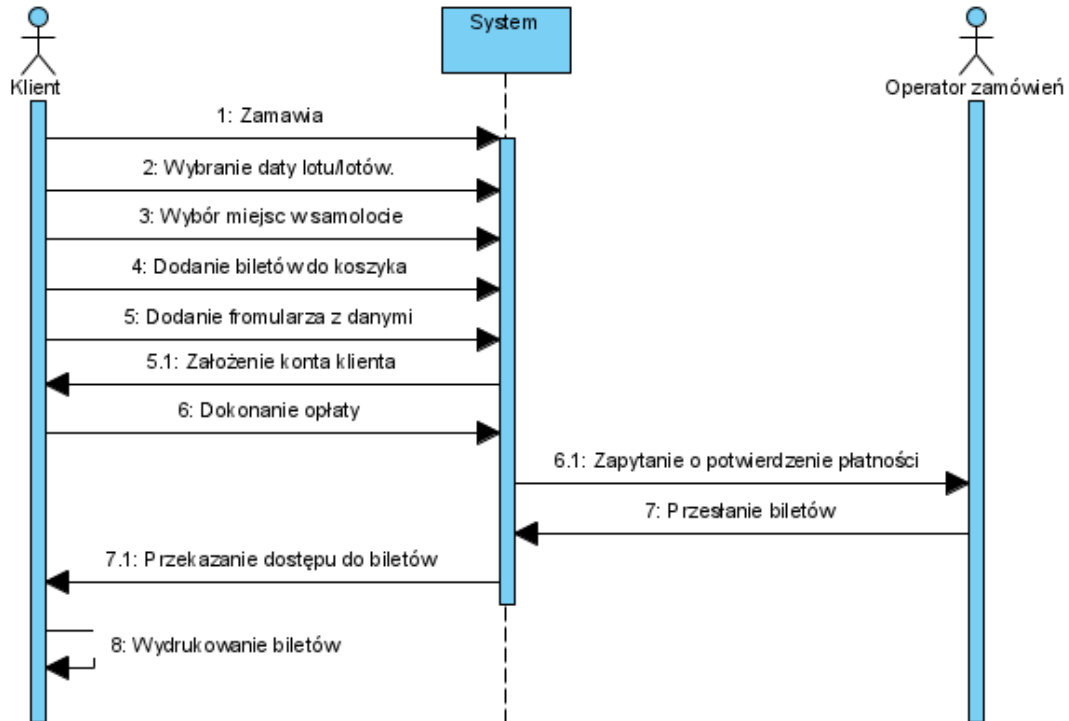 System
Klient
Operator zamówień
1: Zamawia
2: Wybranie daty lotu/lotów.
3: Wybór miejsc w samolocie
4: Dodanie biletów do koszyka
5: Dodanie fromularza z danymi
5.1: Założenie konta klienta
6: Dokonanie opłaty
6.1: Zapytanie o potwierdzenie płatności
7: Przesłanie biletów
7.1: Przekazanie dostępu do biletów
8: Wydrukowanie biletów